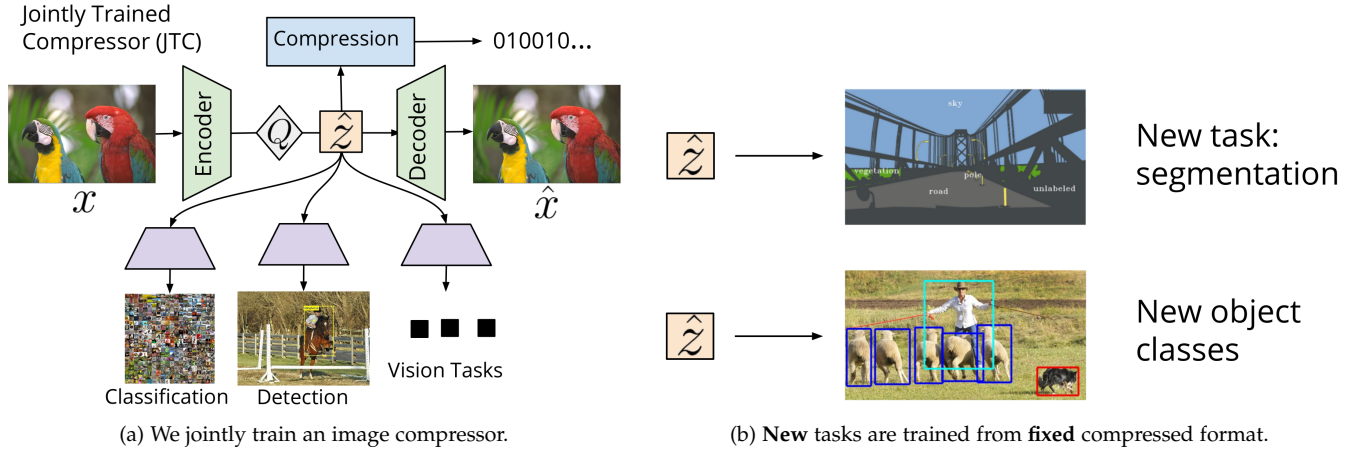 Jointly Trained
Compressor (JTC)
Compression
010010...
Encoder
Q
ẑ
Decoder
x
x̂
Classification
Detection
Vision Tasks
(a) We jointly train an image compressor.
ẑ
sky
vegetation
pole
road
unlabeled
New task:
segmentation
ẑ
New object
classes
(b) New tasks are trained from fixed compressed format.